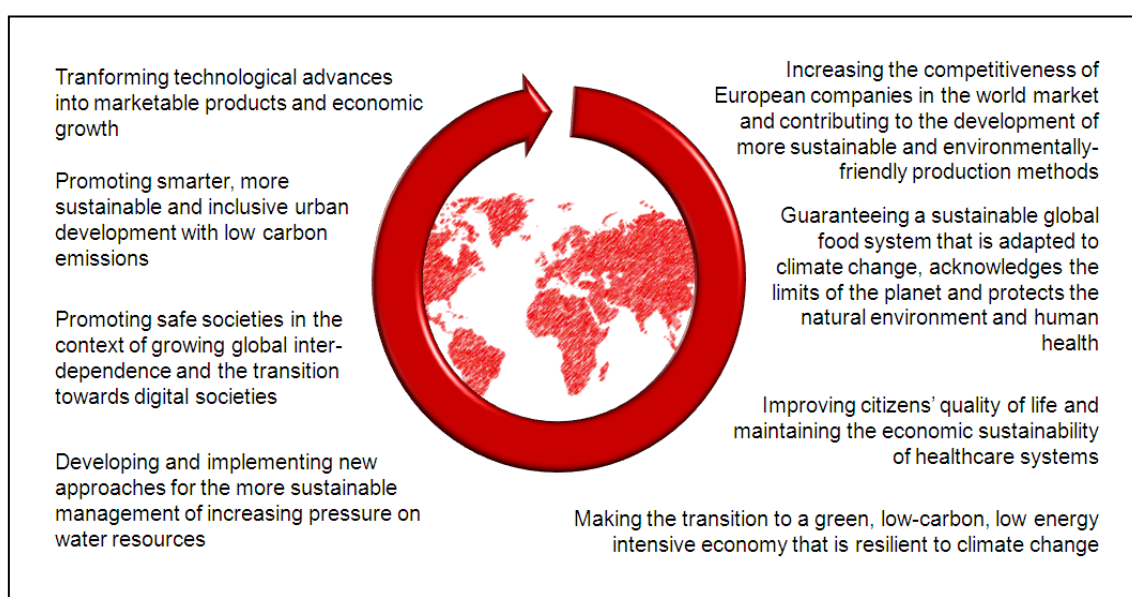 Tranforming technological advances
into marketable products and economic
growth
Promoting smarter, more
sustainable and inclusive urban
development with low carbon
emissions
Promoting safe societies in the
context of growing global inter-
dependence and the transition
towards digital societies
Developing and implementing new
approaches for the more sustainable
management of increasing pressure on
water resources
Increasing the competitiveness of
European companies in the world market
and contributing to the development of
more sustainable and environmentally-
friendly production methods
Guaranteeing a sustainable global
food system that is adapted to
climate change, acknowledges the
limits of the planet and protects the
natural environment and human
health
Improving citizens’ quality of life and
maintaining the economic sustainability
of healthcare systems
Making the transition to a green, low-carbon, low energy
intensive economy that is resilient to climate change